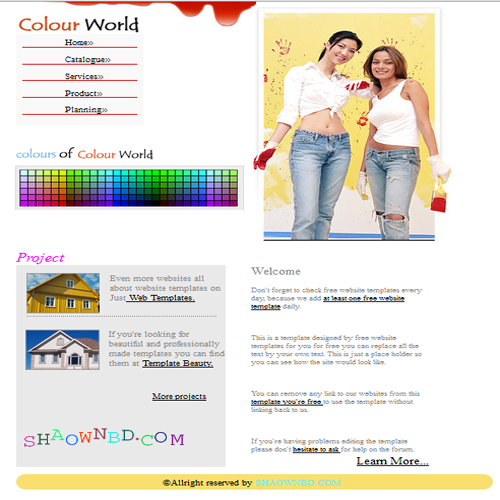 Colour World
Home»
Catalogue»
Services»
Product»
Planning»
colours of Colour World
Project
Even more websites all
about website templates on
Just Web Templates.
If you're looking for
beautiful and professionally
made templates you can find
them at Template Beauty.
More projects
SHAOWNBD.COM
Welcome
Don't forget to check free website templates every
day, because we add at least one free website
template daily.
This is a template designed by free website
templates for you for free you can replace all the
text by your own text. This is just a place holder so
you can see how the site would look like.
You can remove any link to our websites from this
template you're free to use the template without
linking back to us.
If you're having problems editing the template
please don't hesitate to ask for help on the forum.
Learn More...
©Allright reserved by SHAOWNBD.COM